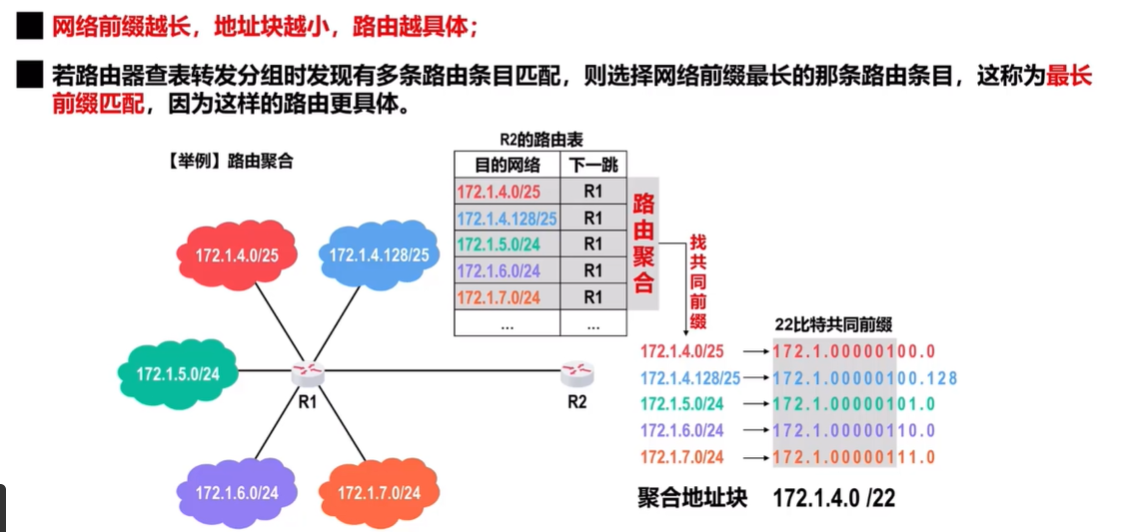 网络前缀越长，地址块越小，路由越具体；
若路由器查表转发分组时发现有多条路由条目匹配，则选择网络前缀最长的那条路由条目，这称为最长
前缀匹配，因为这样的路由更具体。
【举例】路由聚合
R2的路由表
目的网络 下一跳
172.1.4.0/25 R1
172.1.4.128/25 R1
172.1.5.0/24 R1
172.1.6.0/24 R1
172.1.7.0/24 R1
... ...
路由聚合
找共同前缀
172.1.4.0/25
172.1.4.128/25
172.1.5.0/24
R1
R2
172.1.6.0/24
172.1.7.0/24
22比特共同前缀
172.1.4.0/25 172.1.00000100.0
172.1.4.128/25 172.1.00000100.128
172.1.5.0/24 172.1.00000101.0
172.1.6.0/24 172.1.00000110.0
172.1.7.0/24 172.1.00000111.0
聚合地址块 172.1.4.0 /22